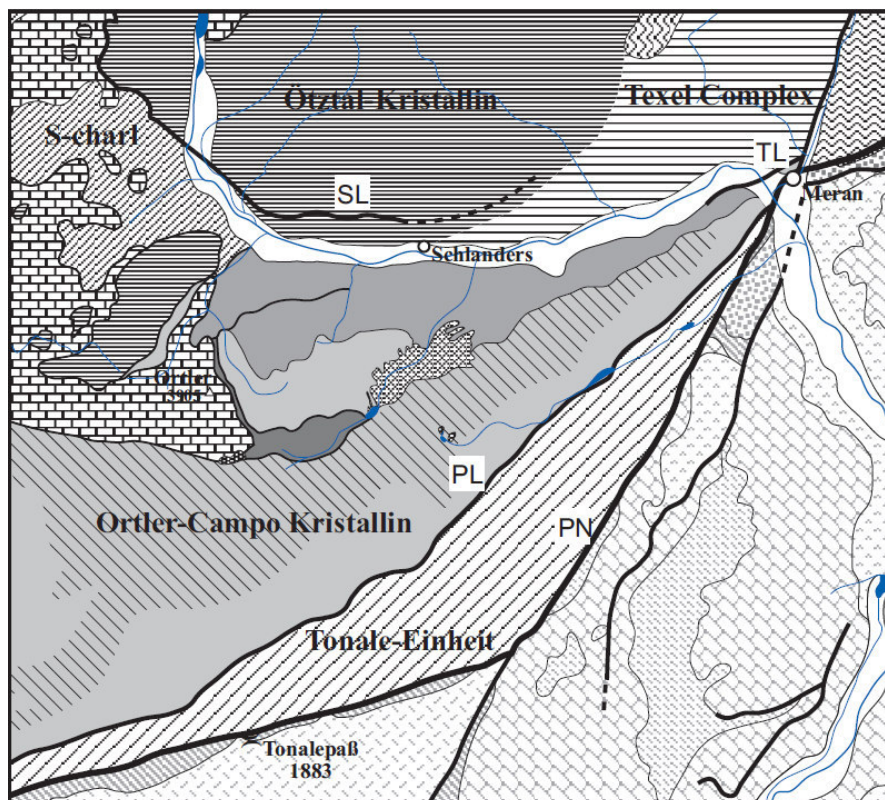 Ötztal-Kristallin
Texel Complex
S-charl
TL
Meran
SL
Schlanders
Ortler
3905
PL
Ortler-Campo Kristallin
PN
Tonale-Einheit
Tonalepaß
1883